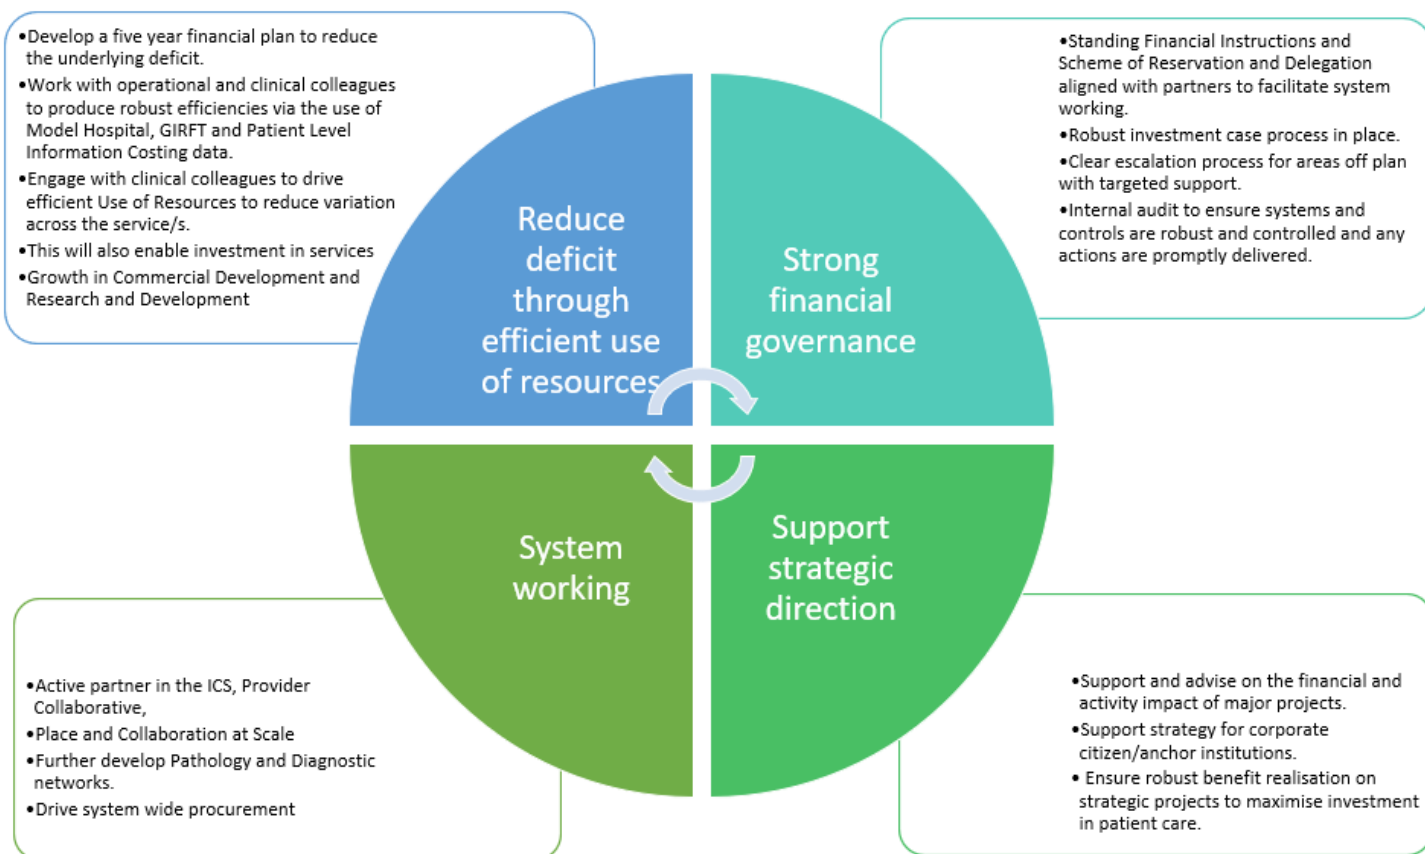 •Develop a five year financial plan to reduce
the underlying deficit.
•Work with operational and clinical colleagues
to produce robust efficiencies via the use of
Model Hospital, GIRFT and Patient Level
Information Costing data.
•Engage with clinical colleagues to drive
efficient Use of Resources to reduce variation
across the service/s.
•This will also enable investment in services
•Growth in Commercial Development and
Research and Development
•Standing Financial Instructions and
Scheme of Reservation and Delegation
aligned with partners to facilitate system
working.
•Robust investment case process in place.
•Clear escalation process for areas off plan
with targeted support.
•Internal audit to ensure systems and
controls are robust and controlled and any
actions are promptly delivered.
Reduce
deficit
through
efficient use
of resources
Strong
financial
governance
System
working
Support
strategic
direction
•Active partner in the ICS, Provider
Collaborative,
•Place and Collaboration at Scale
•Further develop Pathology and Diagnostic
networks.
•Drive system wide procurement
•Support and advise on the financial and
activity impact of major projects.
•Support strategy for corporate
citizen/anchor institutions.
• Ensure robust benefit realisation on
strategic projects to maximise investment
in patient care.